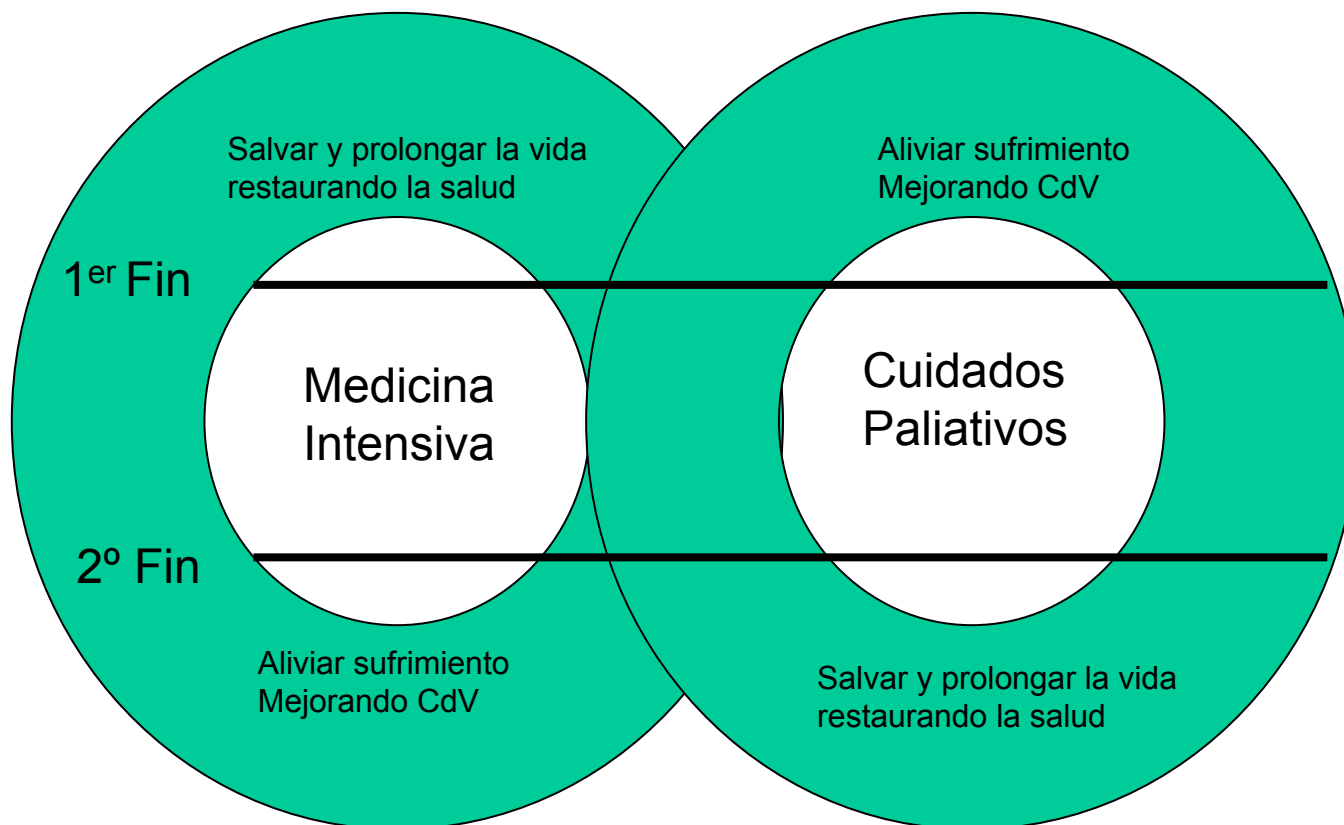 Salvar y prolongar la vida
restaurando la salud
Aliviar sufrimiento
Mejorando CdV
1er Fin
Medicina
Intensiva
Cuidados
Paliativos
2º Fin
Aliviar sufrimiento
Mejorando CdV
Salvar y prolongar la vida
restaurando la salud